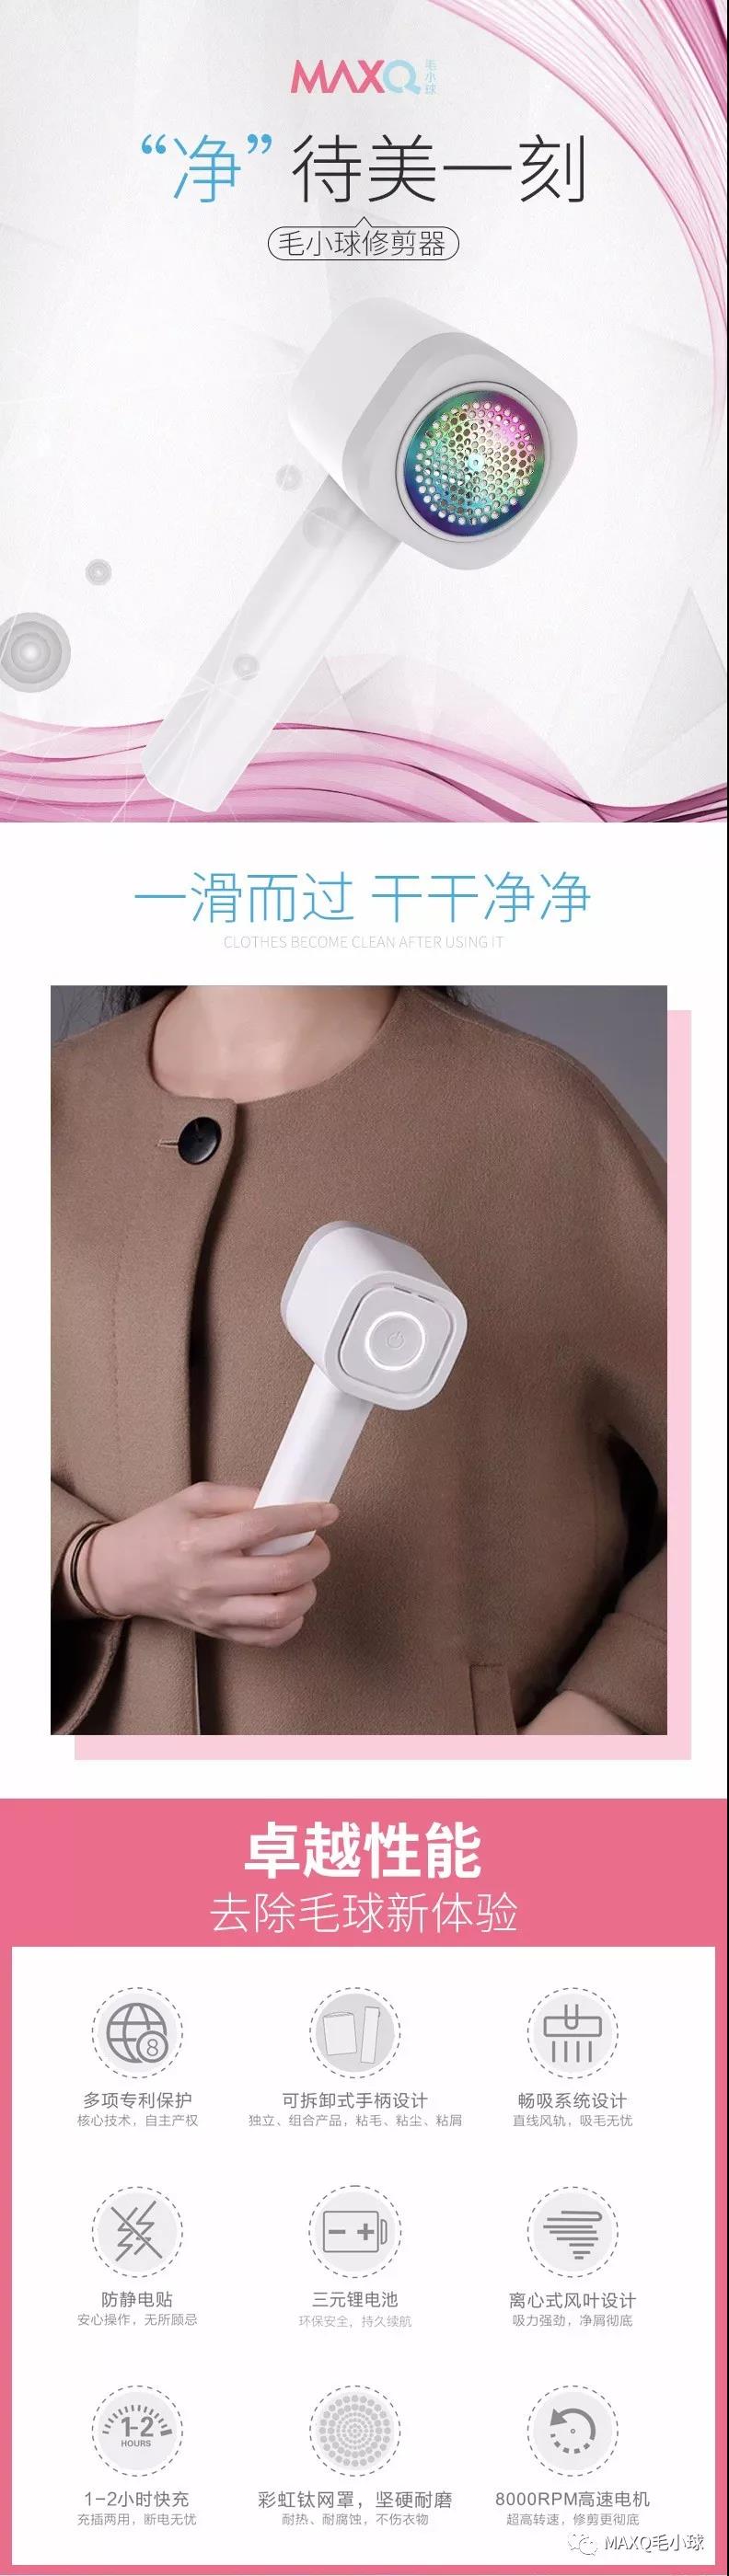 MAXQ 毛小球
“净”待美一刻
毛小球修剪器
一滑而过 干干净净
CLOTHES BECOME CLEAN AFTER USING IT
卓越性能
去除毛球新体验
8
多项专利保护
核心技术，自主产权
可拆卸式手柄设计
独立、组合产品，粘毛、粘尘、粘屑
畅吸系统设计
直线风轨，吸毛无忧
防静电贴
安心操作，无所顾忌
三元锂电池
环保安全，持久续航
离心式风叶设计
吸力强劲，净屑彻底
1-2
HOURS
1-2小时快充
充插两用，断电无忧
彩虹钛网罩，坚硬耐磨
耐热、耐腐蚀，不伤衣物
8000RPM高速电机
超高转速，修剪更彻底
MAXQ毛小球